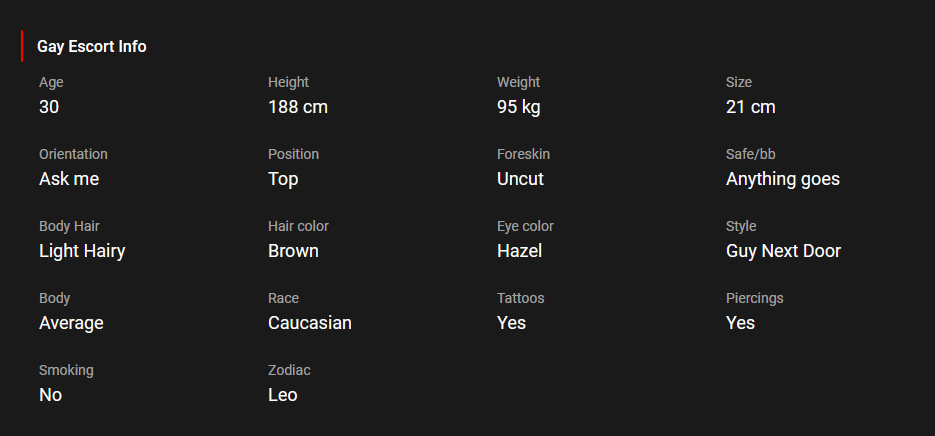 Gay Escort Info
Age Height Weight Size
30 188 cm 95 kg 21 cm
Orientation Position Foreskin Safe/bb
Ask me Top Uncut Anything goes
Body Hair Hair color Eye color Style
Light Hairy Brown Hazel Guy Next Door
Body Race Tattoos Piercings
Average Caucasian Yes Yes
Smoking Zodiac
No Leo